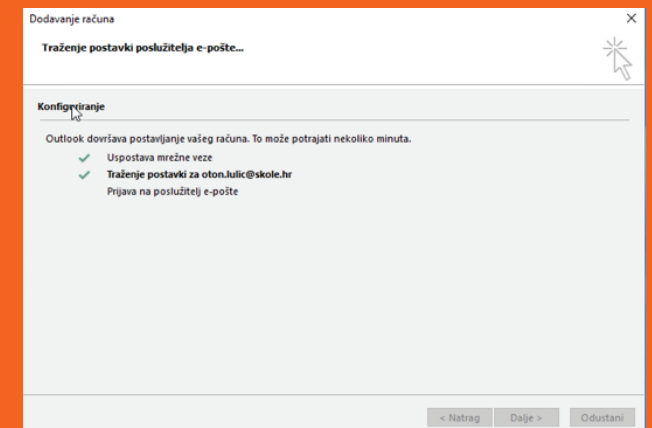 Dodavanje računa
Traženje postavki poslužitelja e-pošte...
Konfiguriranje
Outlook dovršava postavljanje vašeg računa. To može potrajati nekoliko minuta.
Uspostava mrežne veze
Traženje postavki za oton.lulic@skole.hr
Prijava na poslužitelj e-pošte
< Natrag Dalje > Odustani